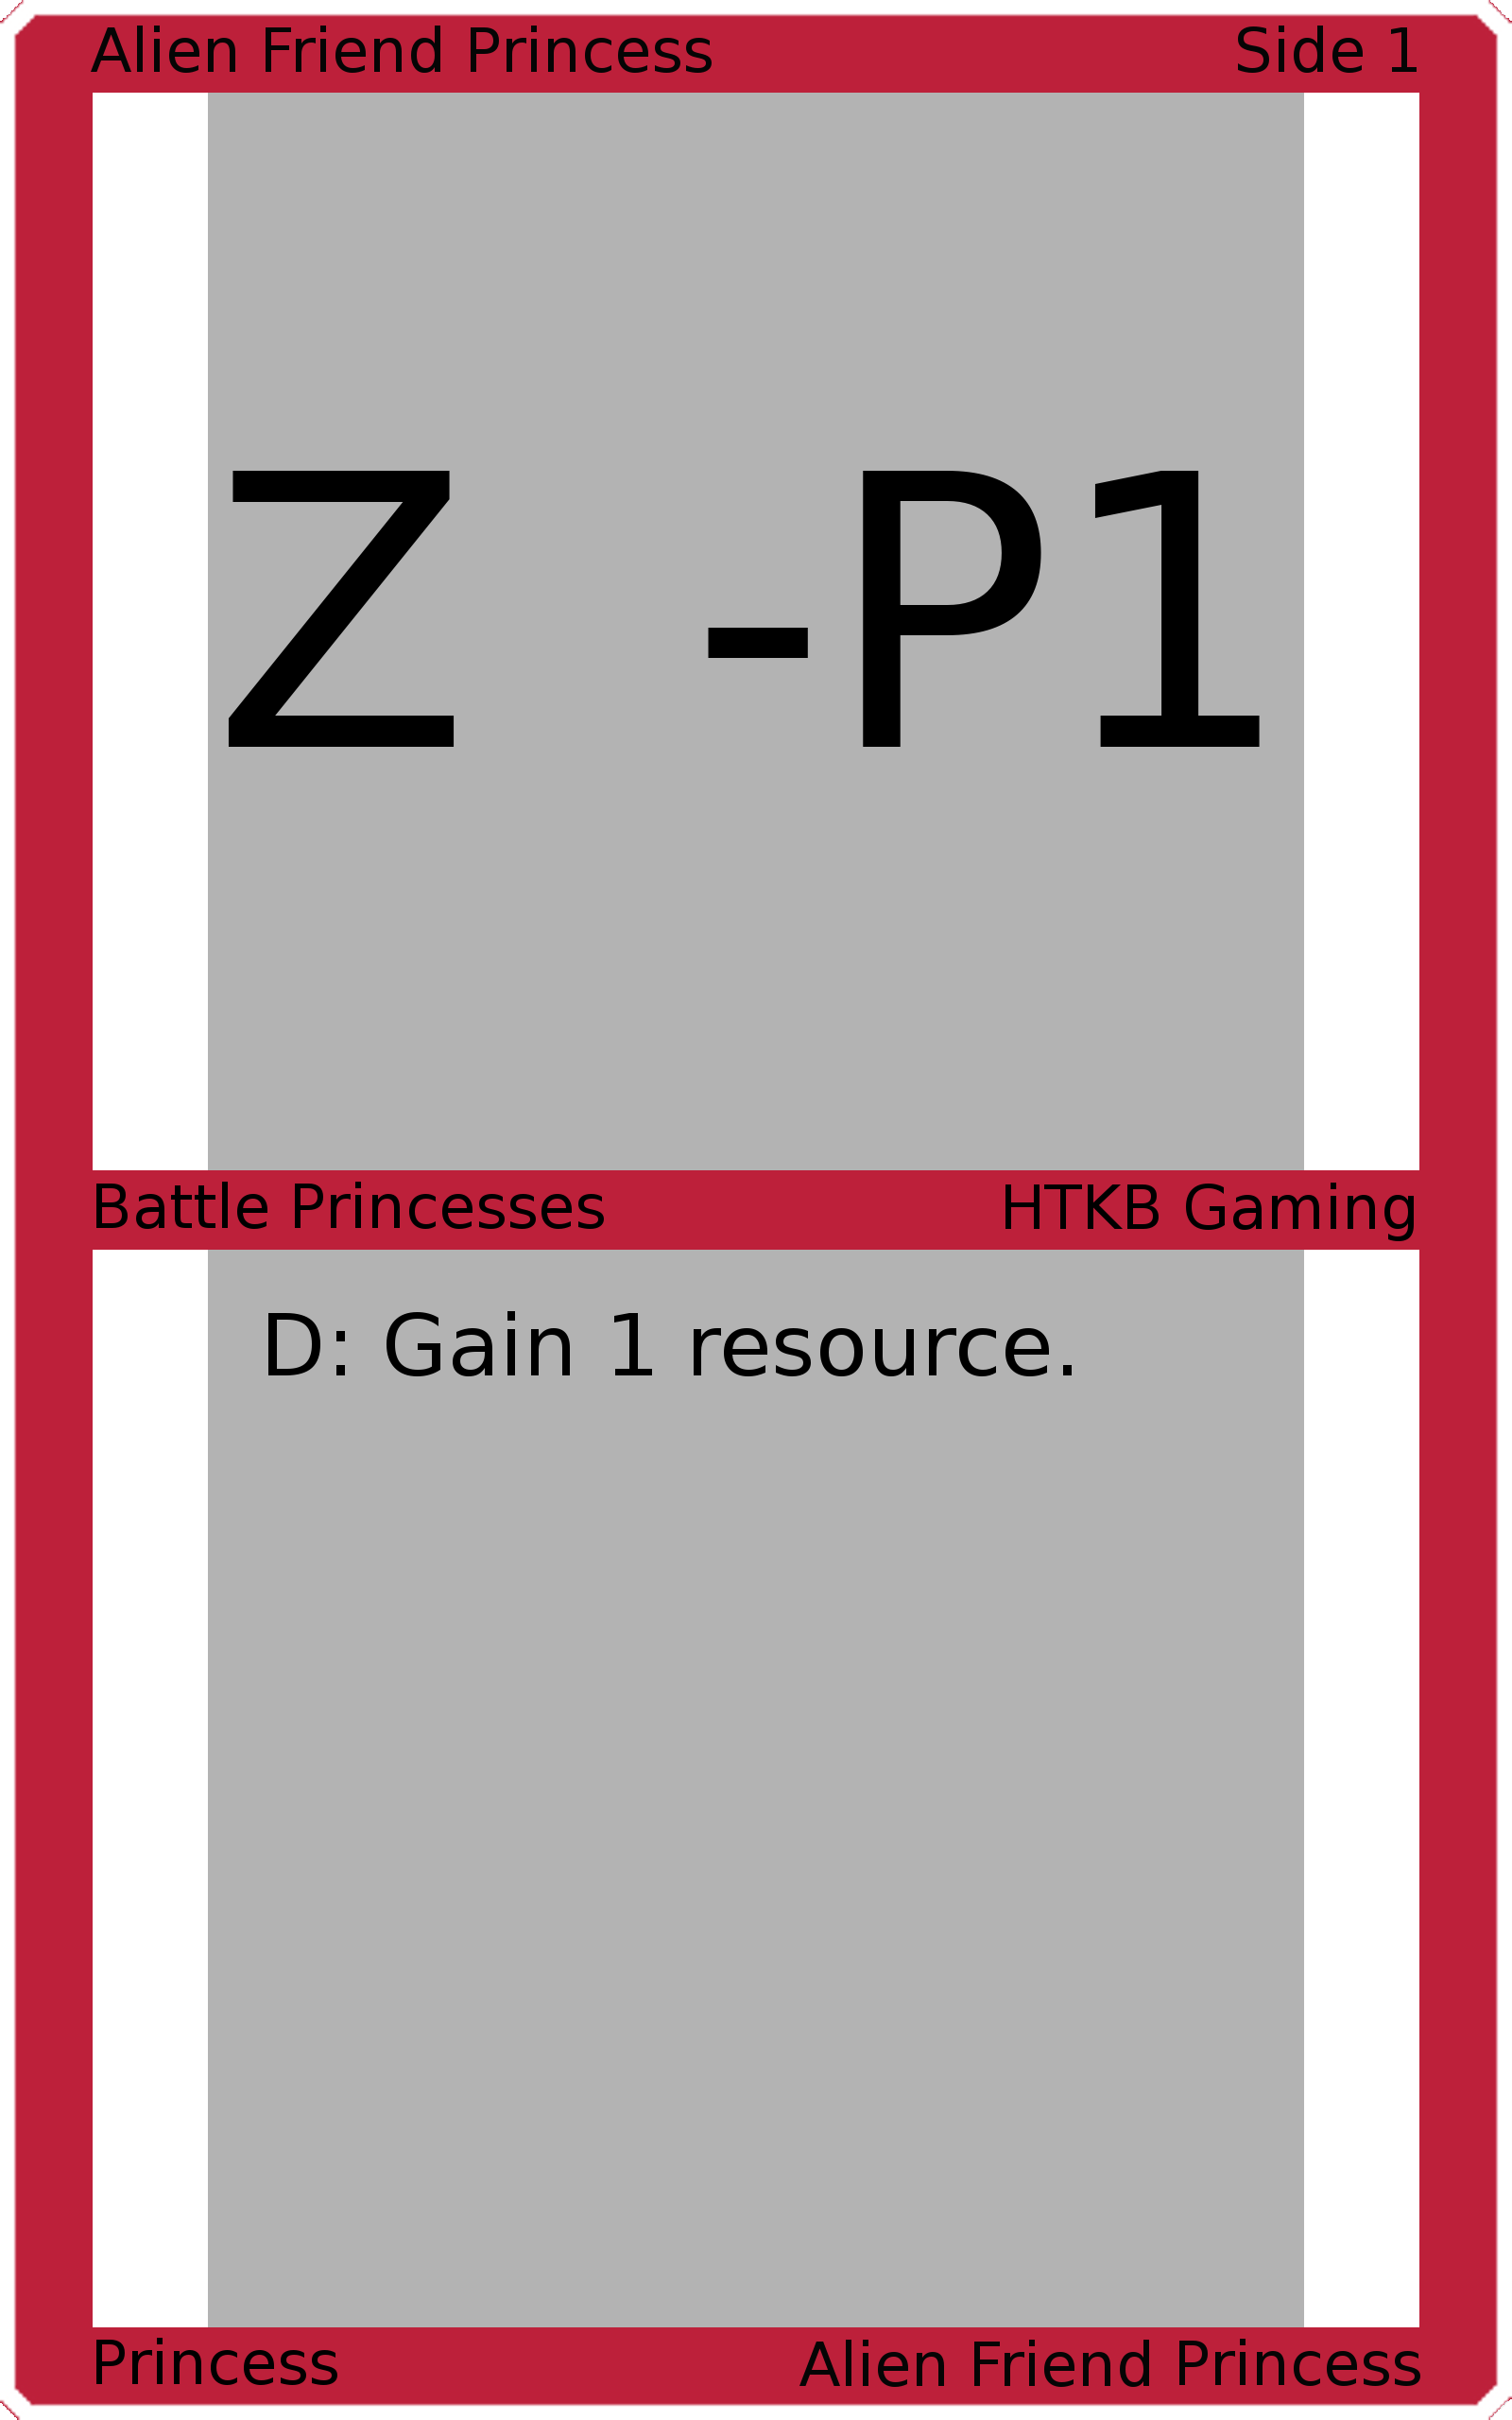 Alien Friend Princess Side 1
Z -P1
Battle Princesses HTKB Gaming
D: Gain 1 resource.
Princess Alien Friend Princess